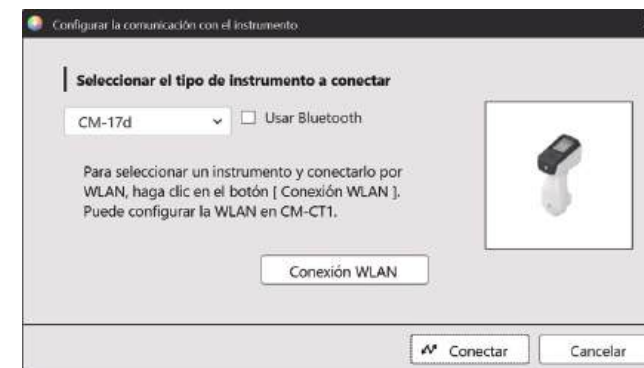 Configurar la comunicación con el instrumento
Seleccionar el tipo de instrumento a conectar
CM-17d
Usar Bluetooth
Para seleccionar un instrumento y conectarlo por
WLAN, haga clic en el botón [ Conexión WLAN ].
Puede configurar la WLAN en CM-CT1.
Conexión WLAN
Conectar
Cancelar